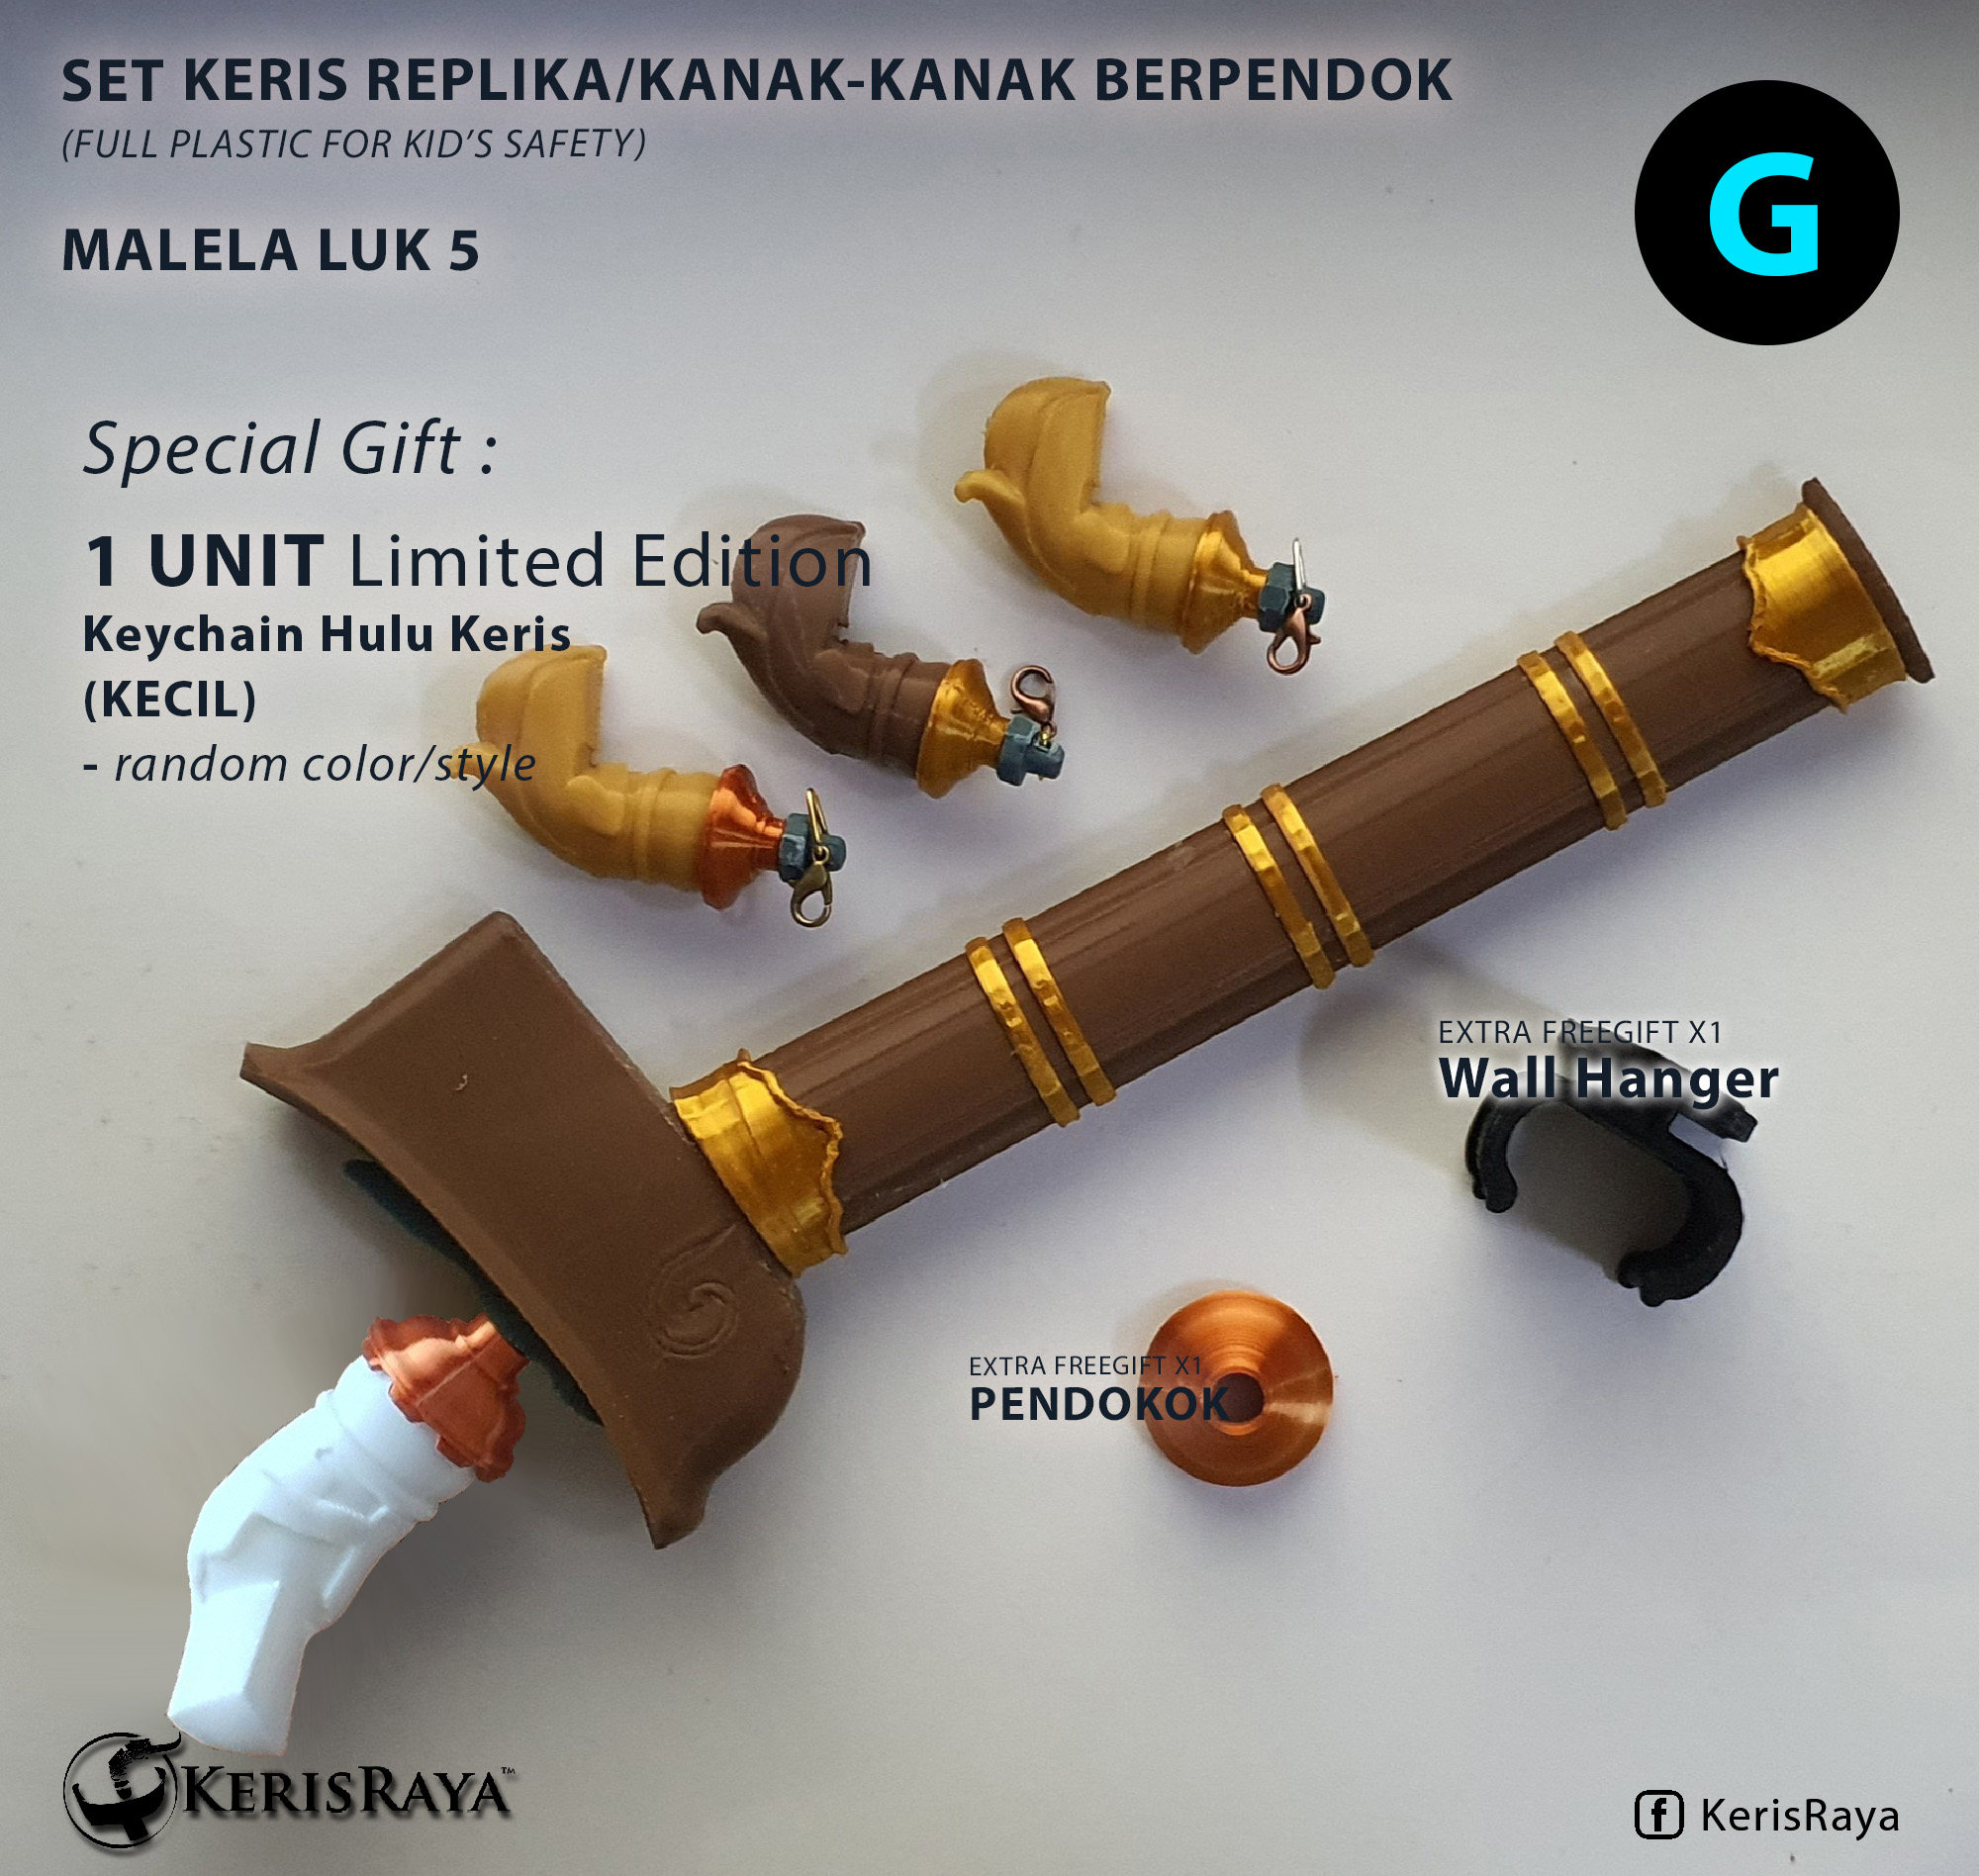 SET KERIS REPLIKA/KANAK-KANAK BERPENDOK
(FULL PLASTIC FOR KID’S SAFETY)
G
MALELA LUK 5
Special Gift :
1 UNIT Limited Edition
Keychain Hulu Keris
(KECIL)
- random color/style
EXTRA FREEGIFT X1
Wall Hanger
EXTRA FREEGIFT X1
PENDOKOK
KERISRAYA™
f KerisRaya